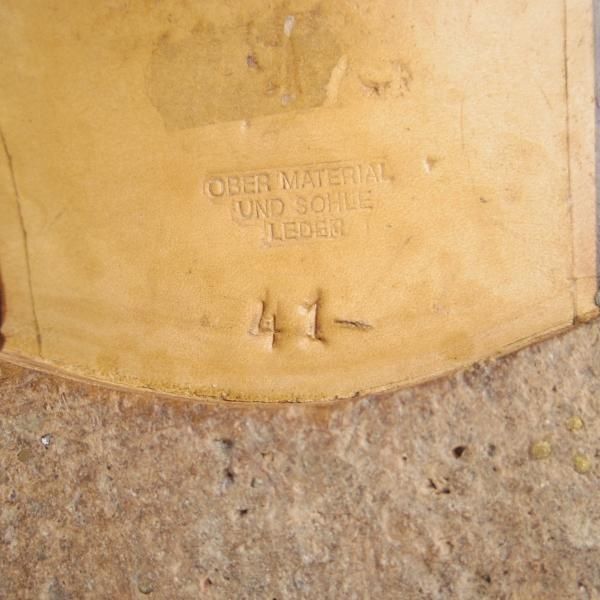 OBER MATERIAL
UND SOHLE
LEDER
41-